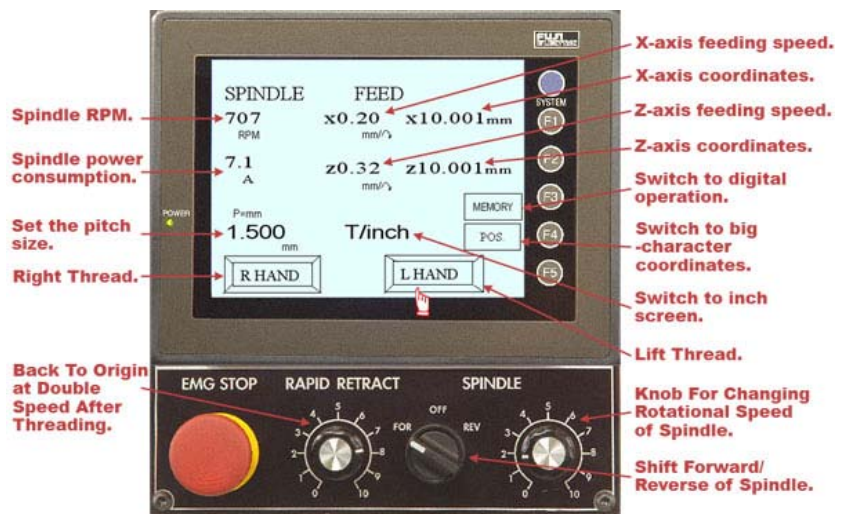 FUJI
ELECTRIC
X-axis feeding speed.
X-axis coordinates.
Z-axis feeding speed.
Z-axis coordinates.
Switch to digital
operation.
Switch to big
-character
coordinates.
Switch to inch
screen.
Lift Thread.
Spindle RPM.
Spindle power
consumption.
Set the pitch
size.
Right Thread.
SPINDLE FEED
707 x0.20 x10.001mm
RPM mm/
7.1 z0.32 z10.001mm
A mm/
MEMORY
P=mm
1.500 T/inch POS.
mm
R HAND L HAND
POWER
SYSTEM
F1
F2
F3
F4
F5
Back To Origin
at Double
Speed After
Threading.
EMG STOP RAPID RETRACT SPINDLE
0 1 2 3 4 5 6 7 8 9 10
FOR OFF REV
0 1 2 3 4 5 6 7 8 9 10
Knob For Changing
Rotational Speed
of Spindle.
Shift Forward/
Reverse of Spindle.